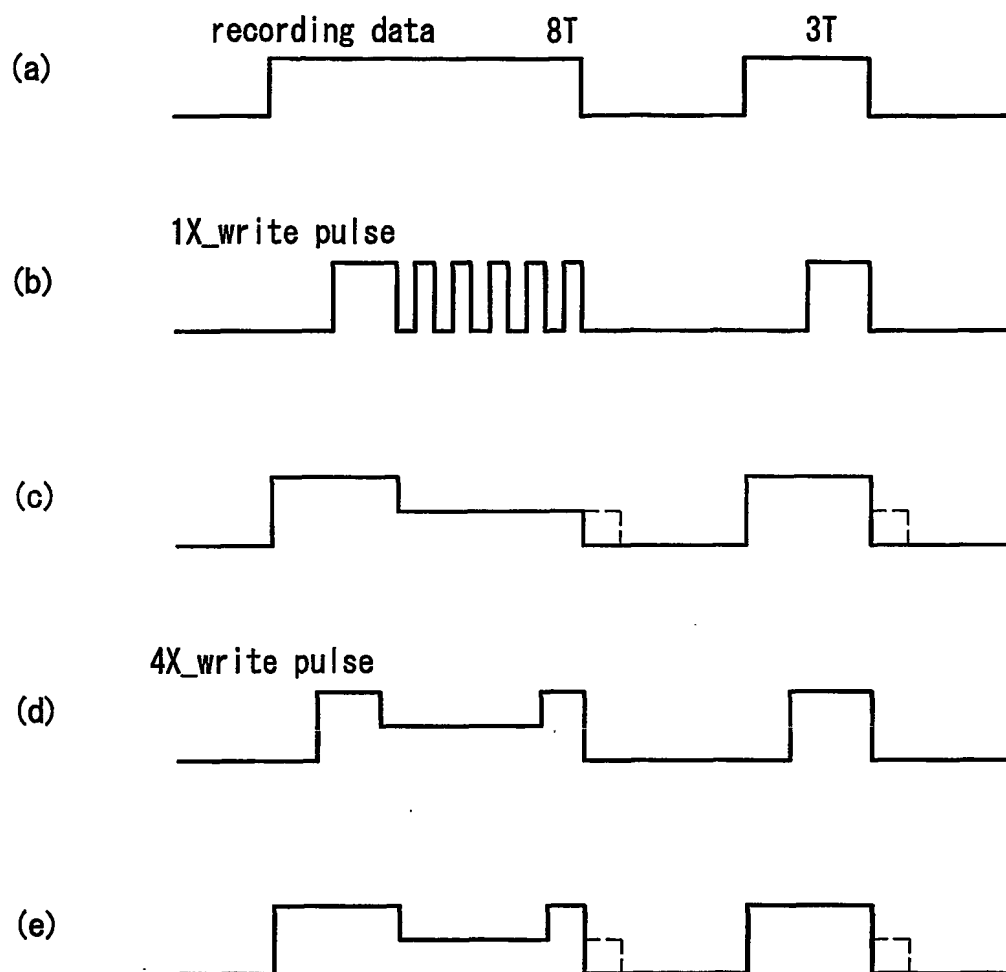 recording data 8T 3T
(a)
1X_write pulse
(b)
(c)
4X_write pulse
(d)
(e)